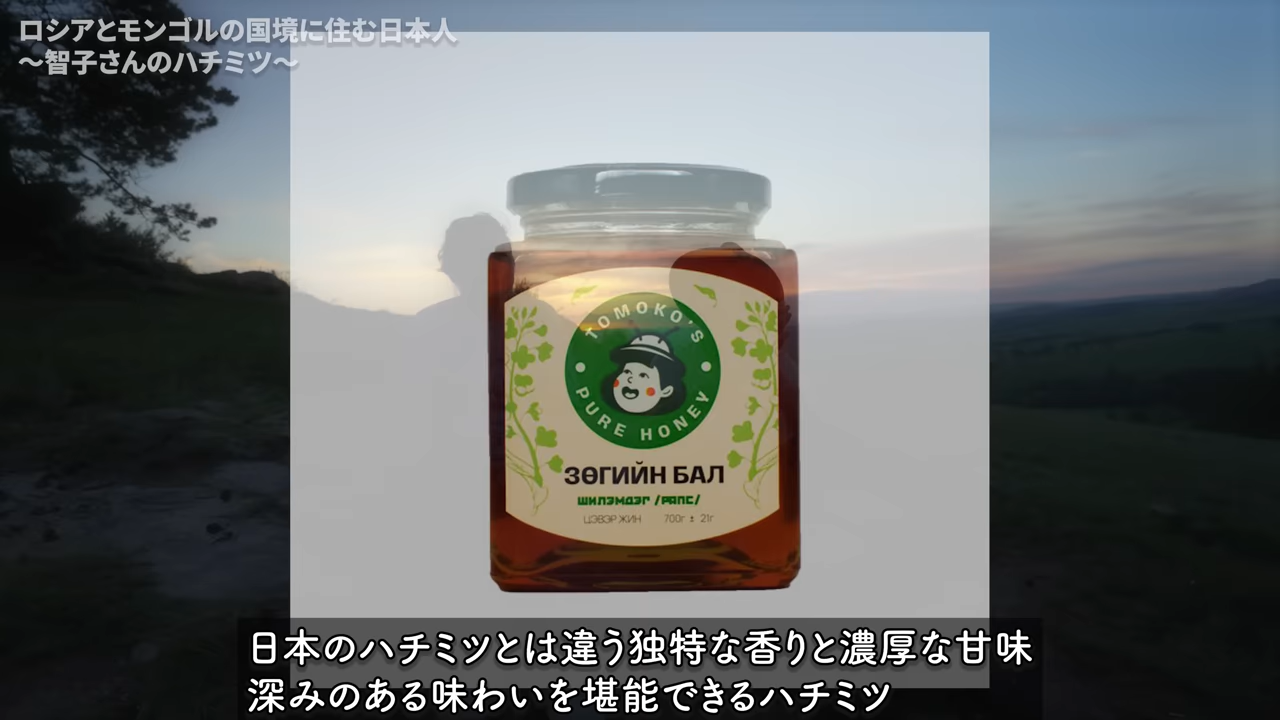 ロシアとモンゴルの国境に住む日本人
～智子さんのハチミツ～
TOMOKO'S
PURE HONEY
ЗӨГИЙН БАЛ
ШИЛЭМДЭГ /РАПС/
ЦЭВЭР ЖИН 700г ± 21г
日本のハチミツとは違う独特な香りと濃厚な甘味
深みのある味わいを堪能できるハチミツ